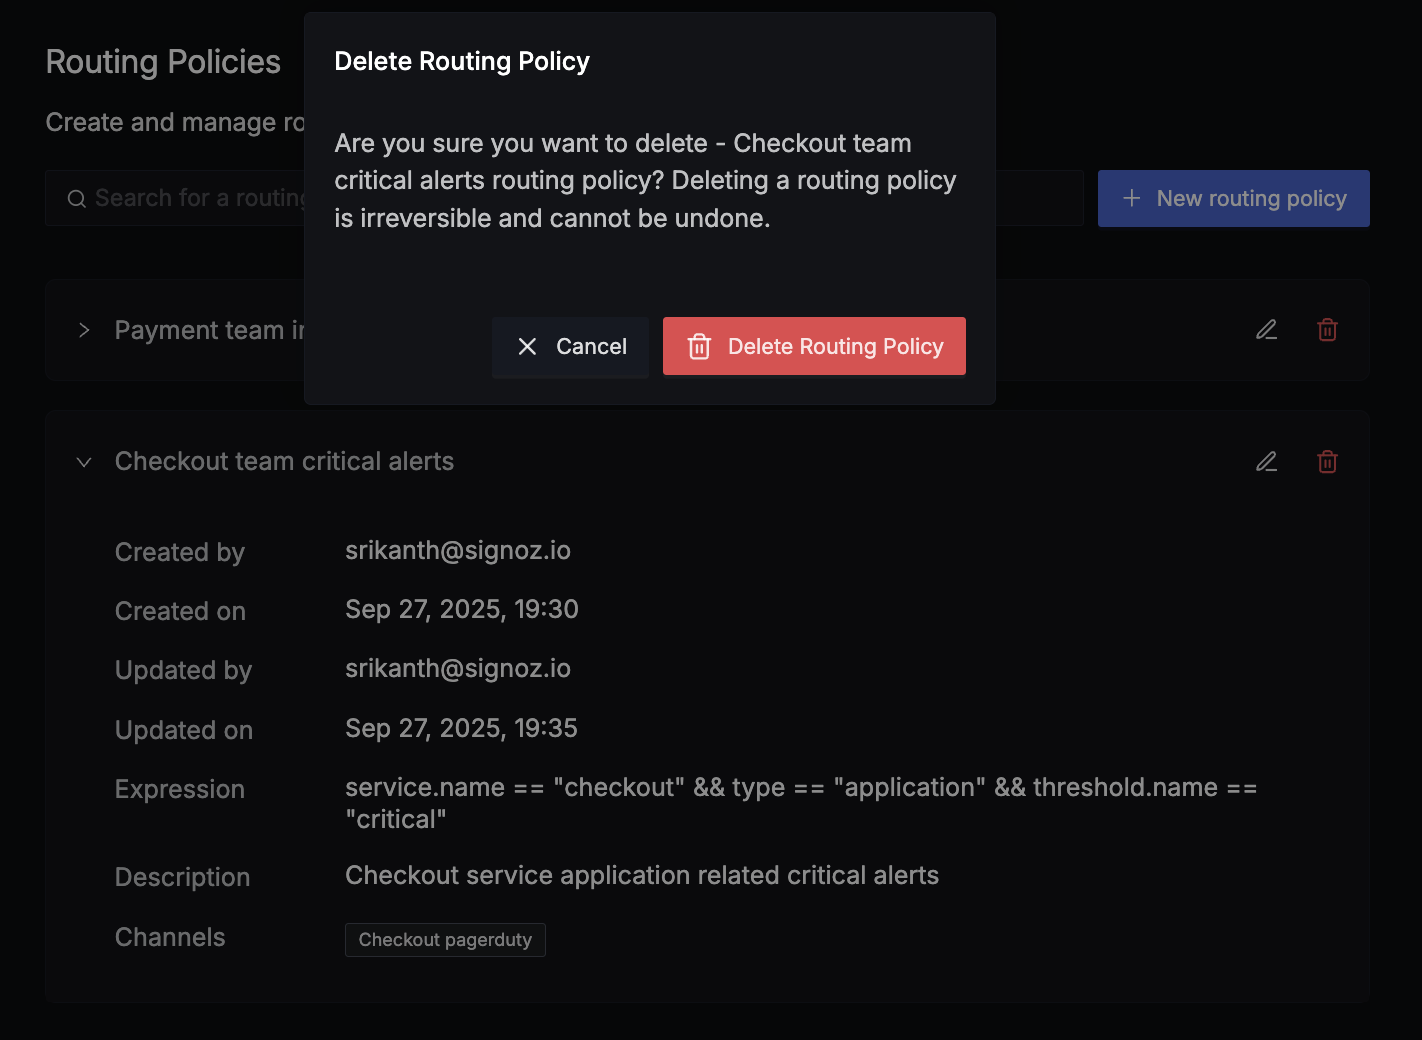 Routing Policies
Create and manage ro
Search for a routing
New routing policy
Delete Routing Policy
Are you sure you want to delete - Checkout team
critical alerts routing policy? Deleting a routing policy
is irreversible and cannot be undone.
Cancel
Delete Routing Policy
Payment team
Checkout team critical alerts
Created by srikanth@signoz.io
Created on Sep 27, 2025, 19:30
Updated by srikanth@signoz.io
Updated on Sep 27, 2025, 19:35
Expression service.name == "checkout" && type == "application" && threshold.name ==
"critical"
Description Checkout service application related critical alerts
Channels Checkout pagerduty